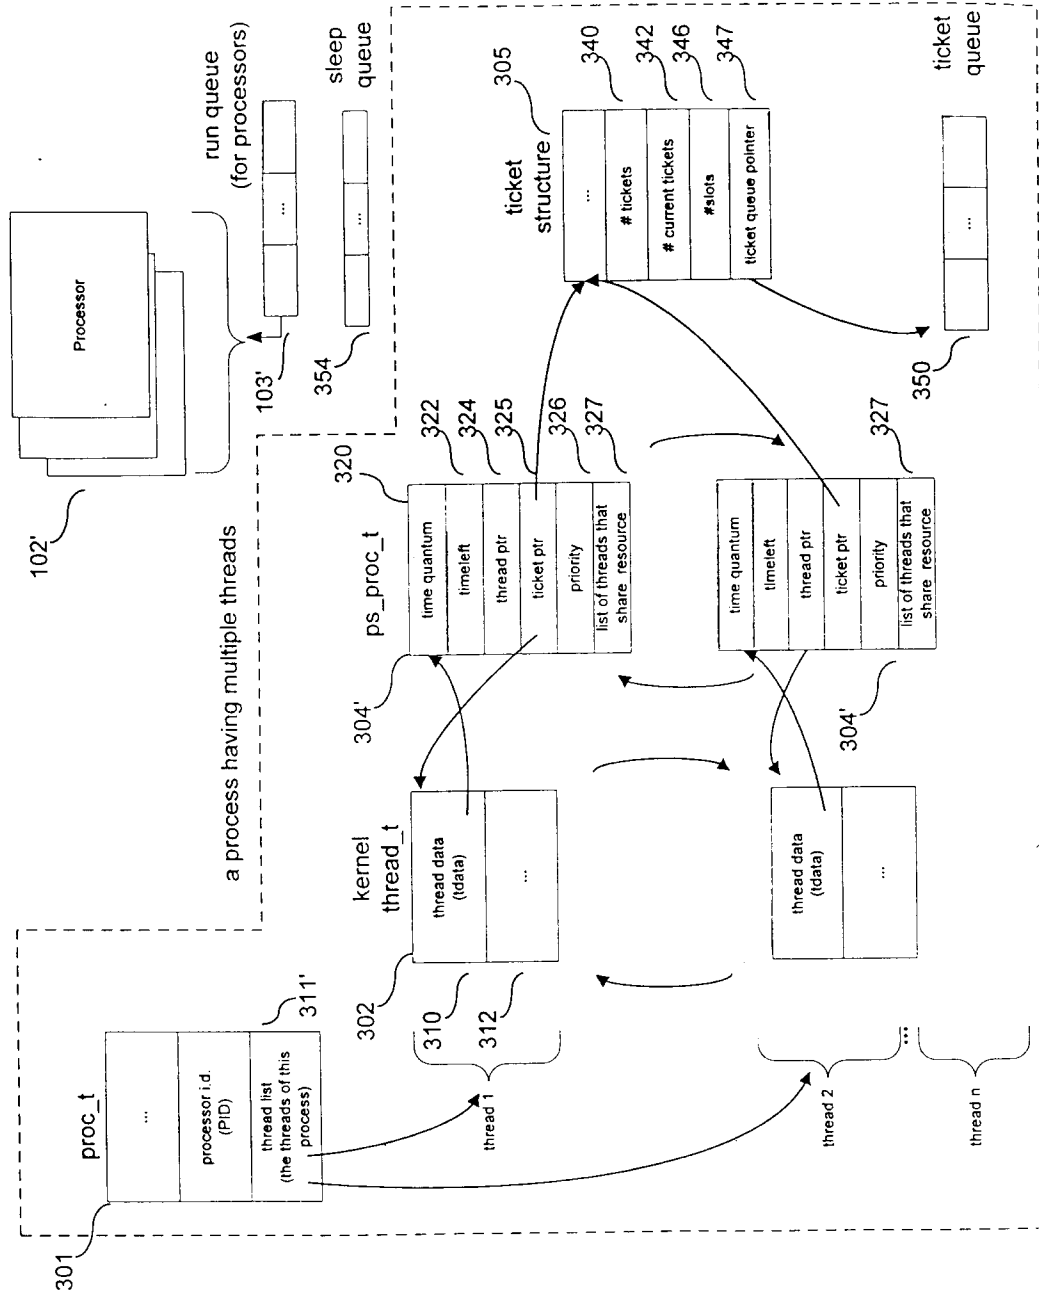 102'
Processor
run queue
(for processors)
103'
sleep
queue
354
a process having multiple threads
301
proc_t
...
processor i.d.
(PID)
thread list
(the threads of this
process)
311'
thread 1
thread 2
...
thread n
302
kernel
thread_t
thread data
(tdata)
...
310
312
thread data
(tdata)
...
304'
ps_proc_t
320
time quantum
timeleft
thread ptr
ticket ptr
priority
list of threads that
share resource
322
324
325
326
327
304'
time quantum
timeleft
thread ptr
ticket ptr
priority
list of threads that
share resource
327
ticket
structure
305
...
# tickets
# current tickets
#slots
ticket queue pointer
340
342
346
347
350
...
ticket
queue
...
...